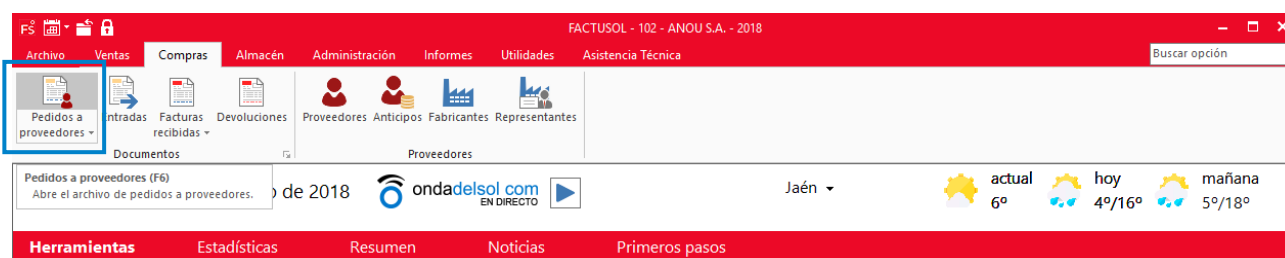 FS
FACTUSOL - 102 - ANOU S.A. - 2018
Archivo Ventas Compras Almacén Administración Informes Utilidades Asistencia Técnica Buscar opción
Pedidos a proveedores
Entradas
Facturas recibidas
Devoluciones
Proveedores
Anticipos
Fabricantes
Representantes
Documentos
Proveedores
Pedidos a proveedores (F6)
Abre el archivo de pedidos a proveedores.
o de 2018
ondadelsol com
EN DIRECTO
Jaén
actual
6º
hoy
4º/16º
mañana
5º/18º
Herramientas Estadísticas Resumen Noticias Primeros pasos